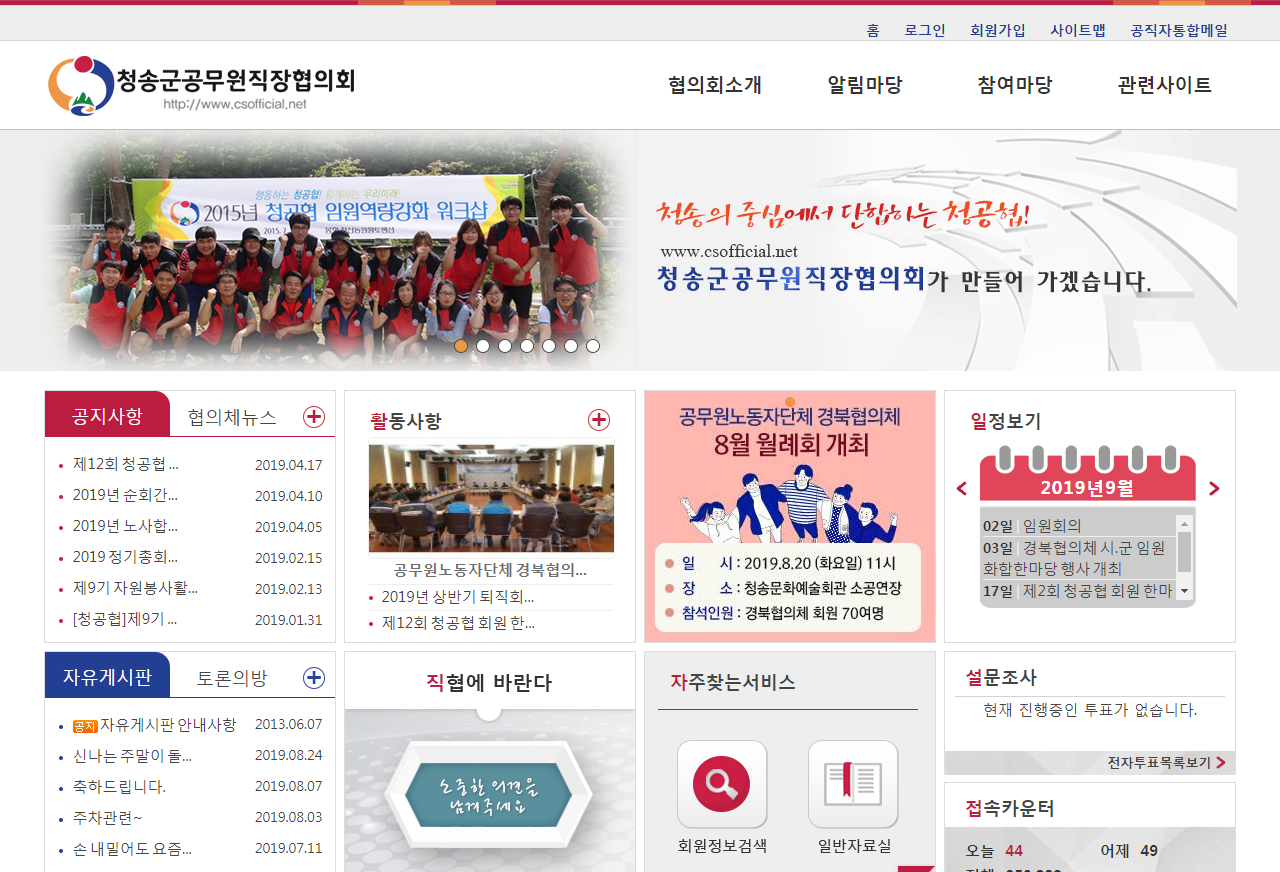 홈 로그인 회원가입 사이트맵 공직자통합메일
청송군공무원직장협의회
http://www.csofficial.net
협의회소개 알림마당 참여마당 관련사이트
행동하는 청공협! 함께하는 우리미래!
2015년 청공협 임원역량강화 워크샵
청송의 중심에서 단합하는 청공협!
www.csofficial.net
청송군공무원직장협의회가 만들어 가겠습니다.
공지사항 협의체뉴스
제12회 청공협 ... 2019.04.17
2019년 순회간... 2019.04.10
2019년 노사합... 2019.04.05
2019 정기총회... 2019.02.15
제9기 자원봉사활... 2019.02.13
[청공협]제9기 ... 2019.01.31
활동사항
공무원노동자단체 경북협의...
2019년 상반기 퇴직회...
제12회 청공협 회원 한...
공무원노동자단체 경북협의체
8월 월례회 개최
일 시 : 2019.8.20 (화요일) 11시
장 소 : 청송문화예술회관 소공연장
참석인원 : 경북협의체 회원 70여명
일정보기
2019년9월
02일 | 임원회의
03일 | 경북협의체 시.군 임원
화합한마당 행사 개최
17일 | 제2회 청공협 회원 한마
자유게시판 토론의방
공지 자유게시판 안내사항 2013.06.07
신나는 주말이 돌... 2019.08.24
축하드립니다. 2019.08.07
주차관련~ 2019.08.03
손 내밀어도 요즘... 2019.07.11
직협에 바란다
소중한 의견을
남겨주세요
자주찾는서비스
회원정보검색 일반자료실
설문조사
현재 진행중인 투표가 없습니다.
전자투표목록보기
접속카운터
오늘 44 어제 49